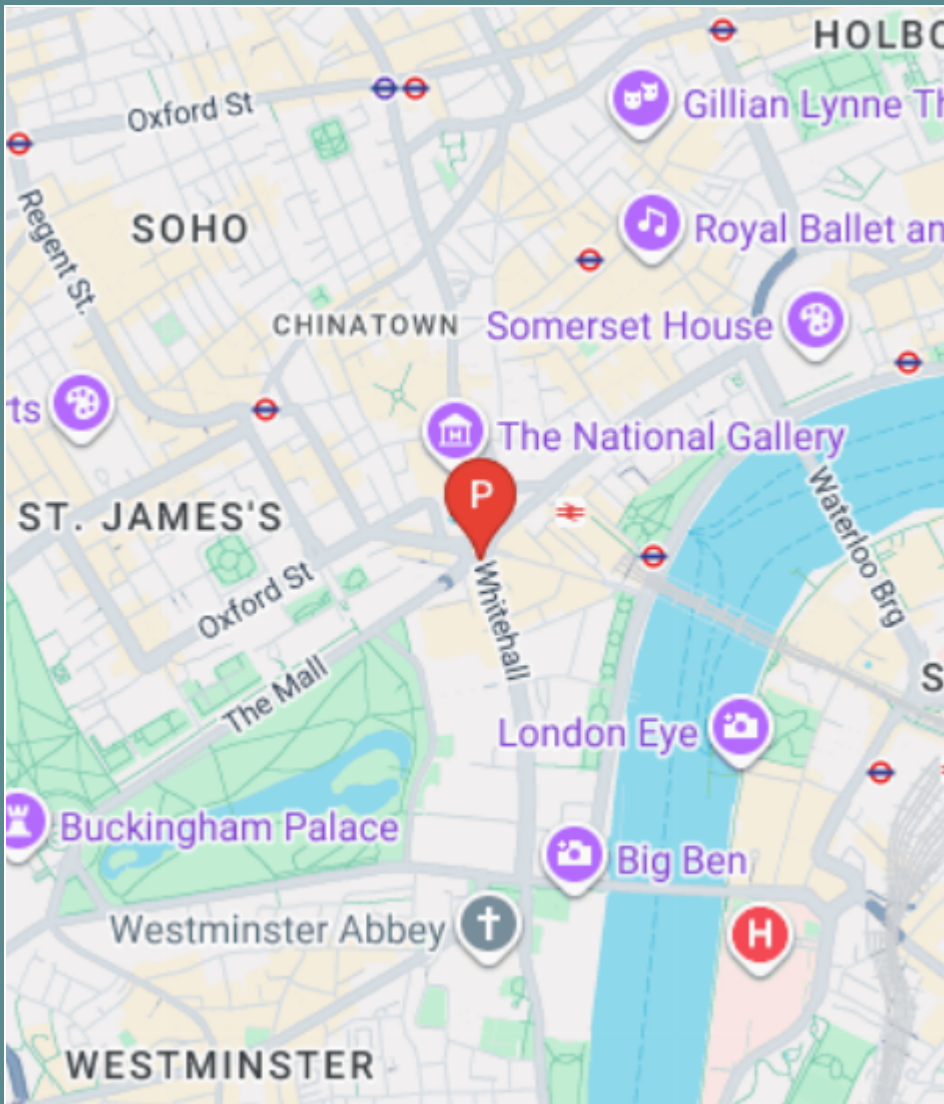 HOLBO
Oxford St
Gillian Lynne Th
Regent St.
SOHO
Royal Ballet an
CHINATOWN
Somerset House
rts
The National Gallery
P
ST. JAMES'S
Waterloo Brg
Oxford St
Whitehall
The Mall
S
London Eye
Buckingham Palace
Big Ben
Westminster Abbey
H
WESTMINSTER